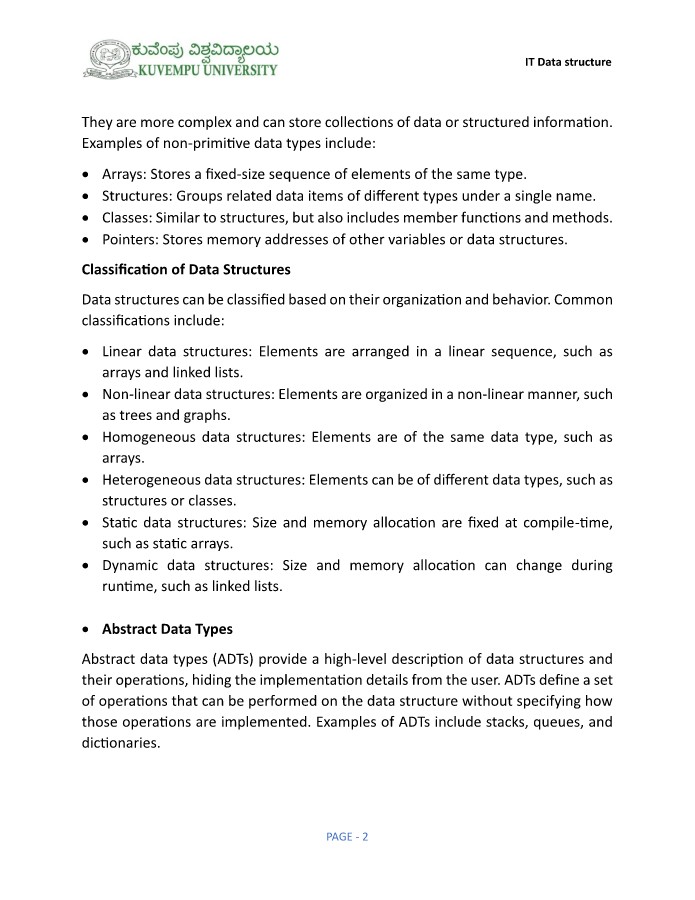 ಕುವೆಂಪು ವಿಶ್ವವಿದ್ಯಾಲಯ
KUVEMPU UNIVERSITY
IT Data structure
They are more complex and can store collections of data or structured information.
Examples of non-primitive data types include:
• Arrays: Stores a fixed-size sequence of elements of the same type.
• Structures: Groups related data items of different types under a single name.
• Classes: Similar to structures, but also includes member functions and methods.
• Pointers: Stores memory addresses of other variables or data structures.
Classification of Data Structures
Data structures can be classified based on their organization and behavior. Common
classifications include:
• Linear data structures: Elements are arranged in a linear sequence, such as
arrays and linked lists.
• Non-linear data structures: Elements are organized in a non-linear manner, such
as trees and graphs.
• Homogeneous data structures: Elements are of the same data type, such as
arrays.
• Heterogeneous data structures: Elements can be of different data types, such as
structures or classes.
• Static data structures: Size and memory allocation are fixed at compile-time,
such as static arrays.
• Dynamic data structures: Size and memory allocation can change during
runtime, such as linked lists.
• Abstract Data Types
Abstract data types (ADTs) provide a high-level description of data structures and
their operations, hiding the implementation details from the user. ADTs define a set
of operations that can be performed on the data structure without specifying how
those operations are implemented. Examples of ADTs include stacks, queues, and
dictionaries.
PAGE - 2